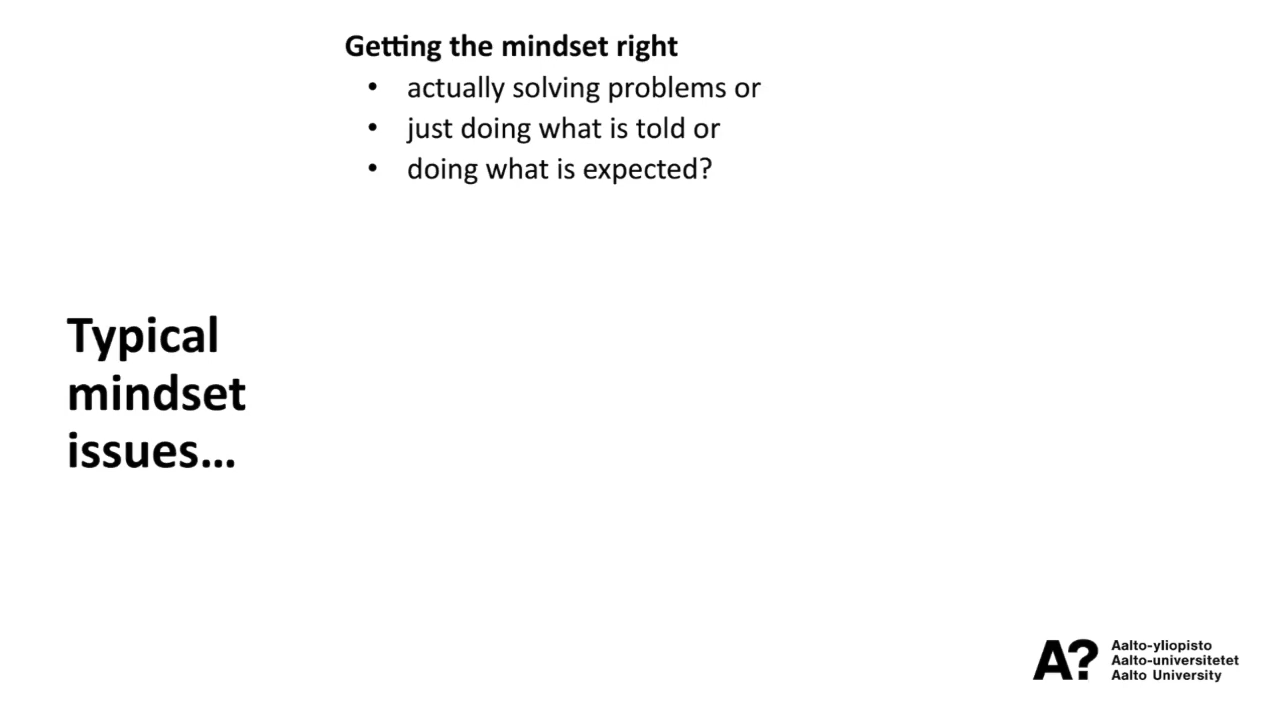 Getting the mindset right
• actually solving problems or
• just doing what is told or
• doing what is expected?
Typical
mindset
issues…
A?
Aalto-yliopisto
Aalto-universitetet
Aalto University